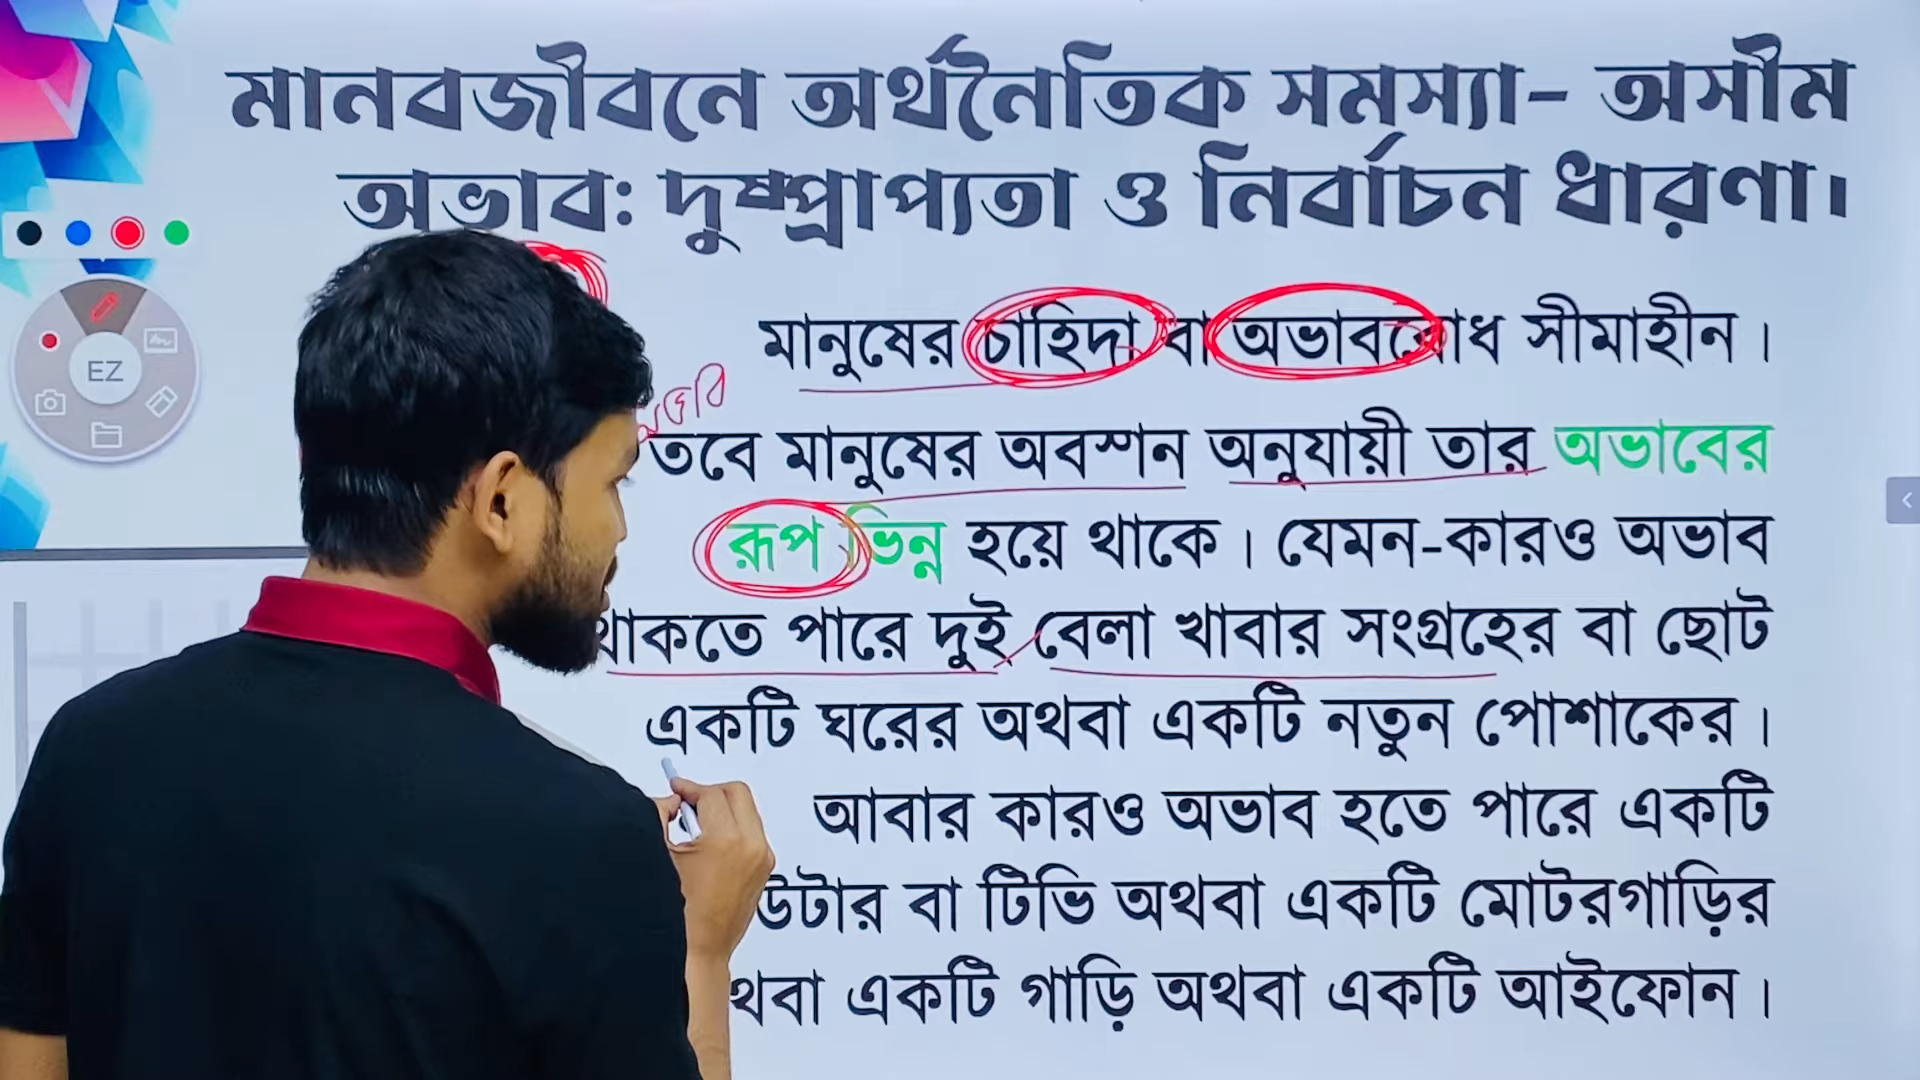 মানবজীবনে অর্থনৈতিক সমস্যা- অসীম
অভাব: দুষ্প্রাপ্যতা ও নির্বাচন ধারণা।
মানুষের চাহিদা বা অভাববোধ সীমাহীন।
তবে মানুষের অবস্থান অনুযায়ী তার অভাবের
রূপ ভিন্ন হয়ে থাকে। যেমন-কারও অভাব
থাকতে পারে দুই বেলা খাবার সংগ্রহের বা ছোট
একটি ঘরের অথবা একটি নতুন পোশাকের।
আবার কারও অভাব হতে পারে একটি
বা টিভি অথবা একটি মোটরগাড়ির
একটি গাড়ি অথবা একটি আইফোন।
EZ